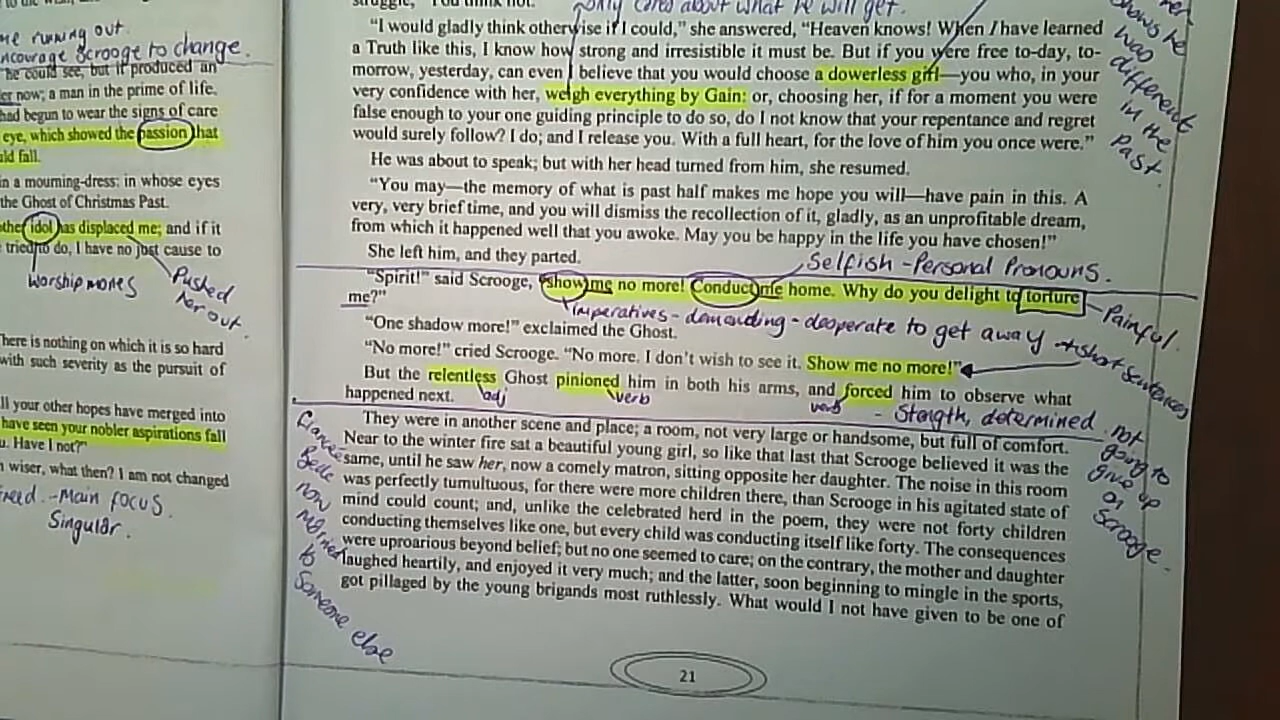 me running out.
ncourage Scrooge to change.
he could see, but it produced an
er now; a man in the prime of life.
had begun to wear the signs of care
eye, which showed the passion that
uld fall.
in a mourning-dress: in whose eyes
the Ghost of Christmas Past.
other idol has displaced me; and if it
tried to do, I have no just cause to
Worship money
Pushed
her out.
There is nothing on which it is so hard
with such severity as the pursuit of
ll your other hopes have merged into
have seen your nobler aspirations fall
u. Have I not?”
n wiser, what then? I am not changed
reed - Main focus.
Singular.
only cares about what he will get.
“I would gladly think otherwise if I could,” she answered, “Heaven knows! When I have learned
a Truth like this, I know how strong and irresistible it must be. But if you were free to-day, to-
morrow, yesterday, can even I believe that you would choose a dowerless girl—you who, in your
very confidence with her, weigh everything by Gain: or, choosing her, if for a moment you were
false enough to your one guiding principle to do so, do I not know that your repentance and regret
would surely follow? I do; and I release you. With a full heart, for the love of him you once were.”
He was about to speak; but with her head turned from him, she resumed.
“You may—the memory of what is past half makes me hope you will—have pain in this. A
very, very brief time, and you will dismiss the recollection of it, gladly, as an unprofitable dream,
from which it happened well that you awoke. May you be happy in the life you have chosen!”
She left him, and they parted.
Selfish - Personal Pronouns.
“Spirit!” said Scrooge, “show me no more! Conduct me home. Why do you delight to torture
me?”
Imperatives - demanding - desperate to get away + short sentences
Painful.
“One shadow more!” exclaimed the Ghost.
“No more!” cried Scrooge. “No more. I don’t wish to see it. Show me no more!”
But the relentless Ghost pinioned him in both his arms, and forced him to observe what
happened next.
adj
verb
verb
- Strength, determined
not
going to
give up
on
Scrooge.
They were in another scene and place; a room, not very large or handsome, but full of comfort.
Near to the winter fire sat a beautiful young girl, so like that last that Scrooge believed it was the
same, until he saw her, now a comely matron, sitting opposite her daughter. The noise in this room
was perfectly tumultuous, for there were more children there, than Scrooge in his agitated state of
mind could count; and, unlike the celebrated herd in the poem, they were not forty children
conducting themselves like one, but every child was conducting itself like forty. The consequences
were uproarious beyond belief; but no one seemed to care; on the contrary, the mother and daughter
laughed heartily, and enjoyed it very much; and the latter, soon beginning to mingle in the sports,
got pillaged by the young brigands most ruthlessly. What would I not have given to be one of
Belle
now
married
to
someone else
shows he
was
different
in the
past.
21